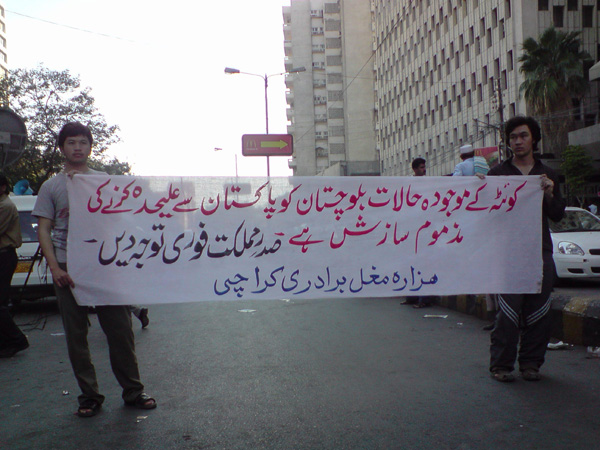 کوئٹہ کے موجودہ حالات بلوچستان کو پاکستان سے علیحدہ کرنے کی
مذموم سازش ہے - صدر مملکت فوری توجہ دیں -
ہزارہ مغل برادری کراچی